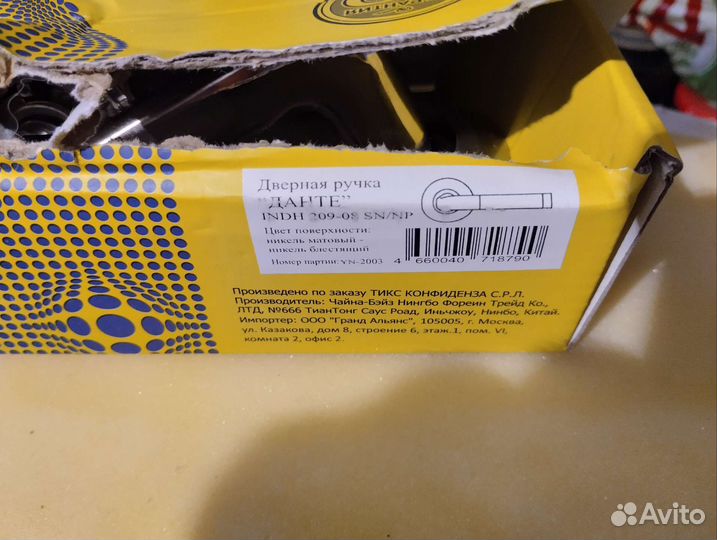 ГАРАНТИЯ
Дверная ручка
"ДАНТЕ"
INDH 209-08 SN/NP
Цвет поверхности:
никель матовый -
никель блестящий
Номер партии: YN-2003
4 660040 718790
Произведено по заказу ТИКС КОНФИДЕНЗА С.Р.Л.
Производитель: Чайна-Бэйз Нингбо Фореин Трейд Ко.,
ЛТД, №666 ТианТонг Саус Роад, Иньчжоу, Нинбо, Китай.
Импортер: ООО "Гранд Альянс", 105005, г. Москва,
ул. Казакова, дом 8, строение 6, этаж.1, пом. VI,
комната 2, офис 2.
Avito